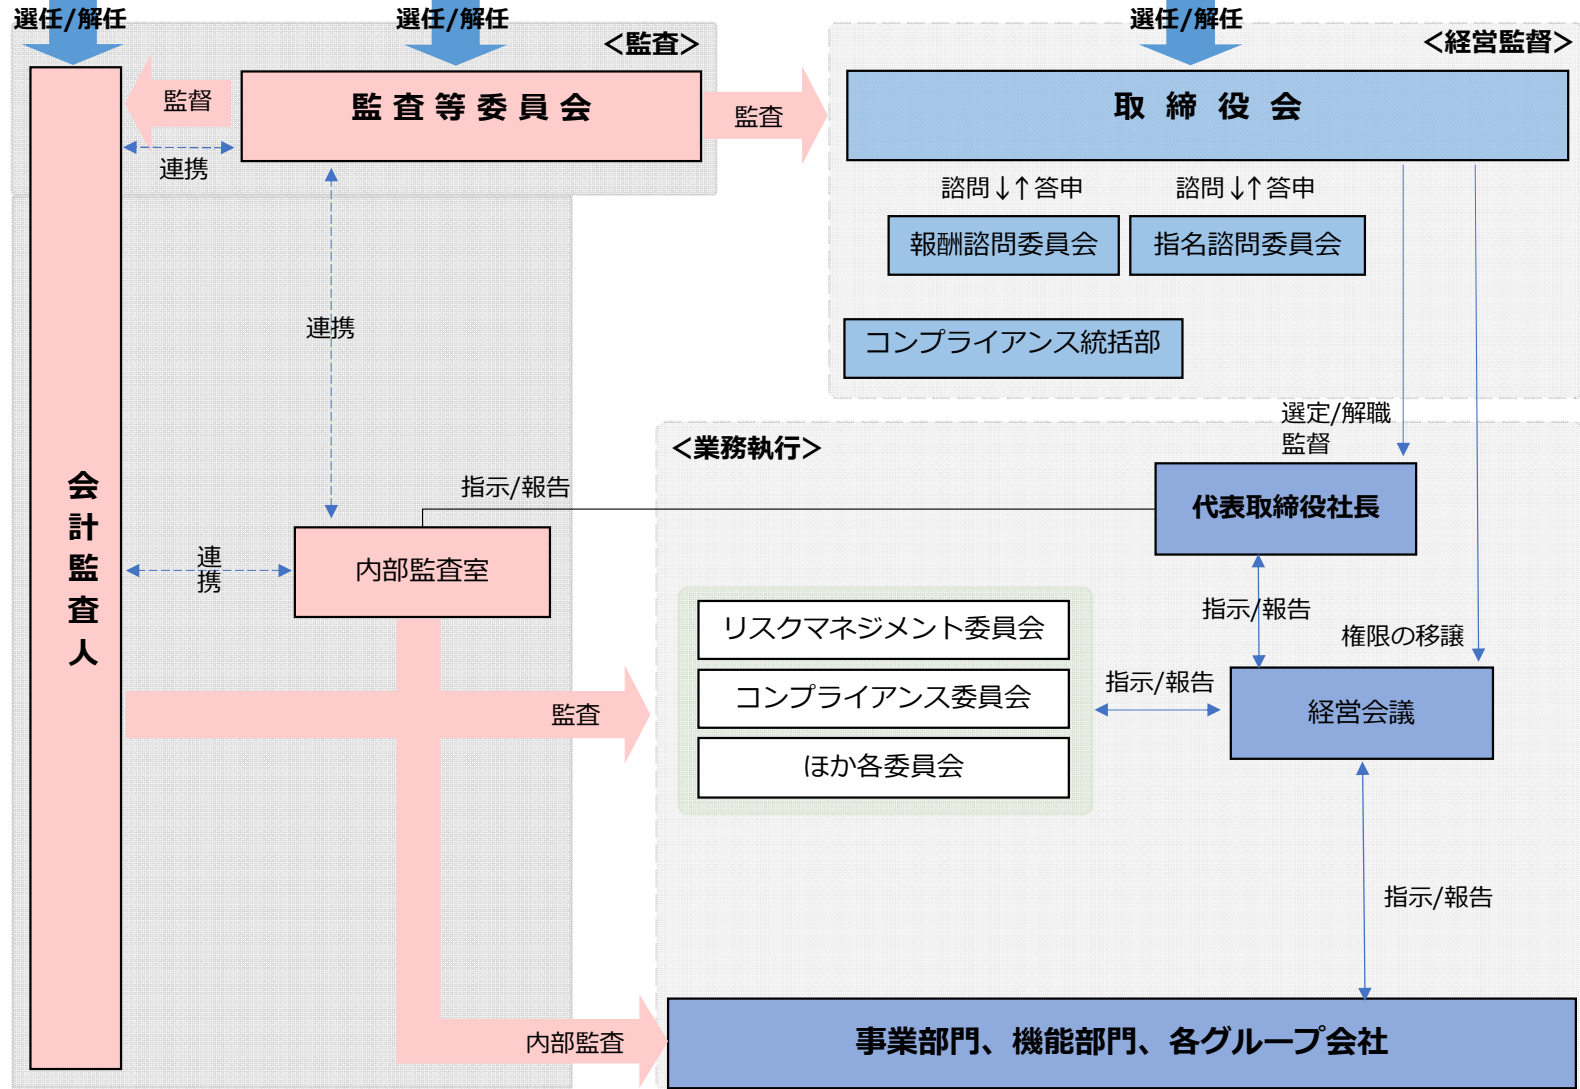 選任/解任
選任/解任
選任/解任
<監査>
<経営監督>
監督
監査等委員会
監査
取締役会
連携
諮問↓↑答申
諮問↓↑答申
報酬諮問委員会
指名諮問委員会
連携
コンプライアンス統括部
選定/解職
監督
<業務執行>
指示/報告
代表取締役社長
会計監査人
連携
内部監査室
指示/報告
リスクマネジメント委員会
権限の移譲
コンプライアンス委員会
指示/報告
監査
経営会議
ほか各委員会
指示/報告
内部監査
事業部門、機能部門、各グループ会社